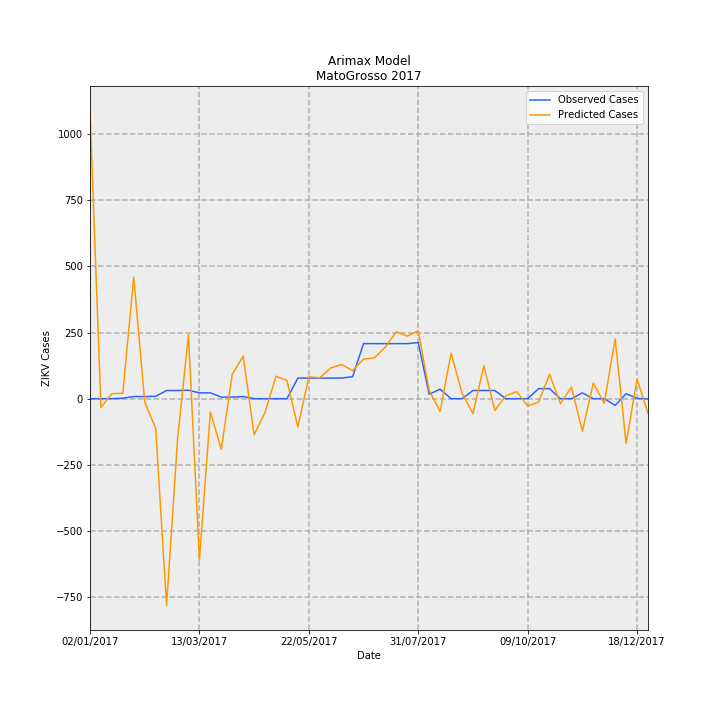 Arimax Model
MatoGrosso 2017
Observed Cases
Predicted Cases
1000
750
500
250
0
−250
−500
−750
ZIKV Cases
02/01/2017 13/03/2017 22/05/2017 31/07/2017 09/10/2017 18/12/2017
Date